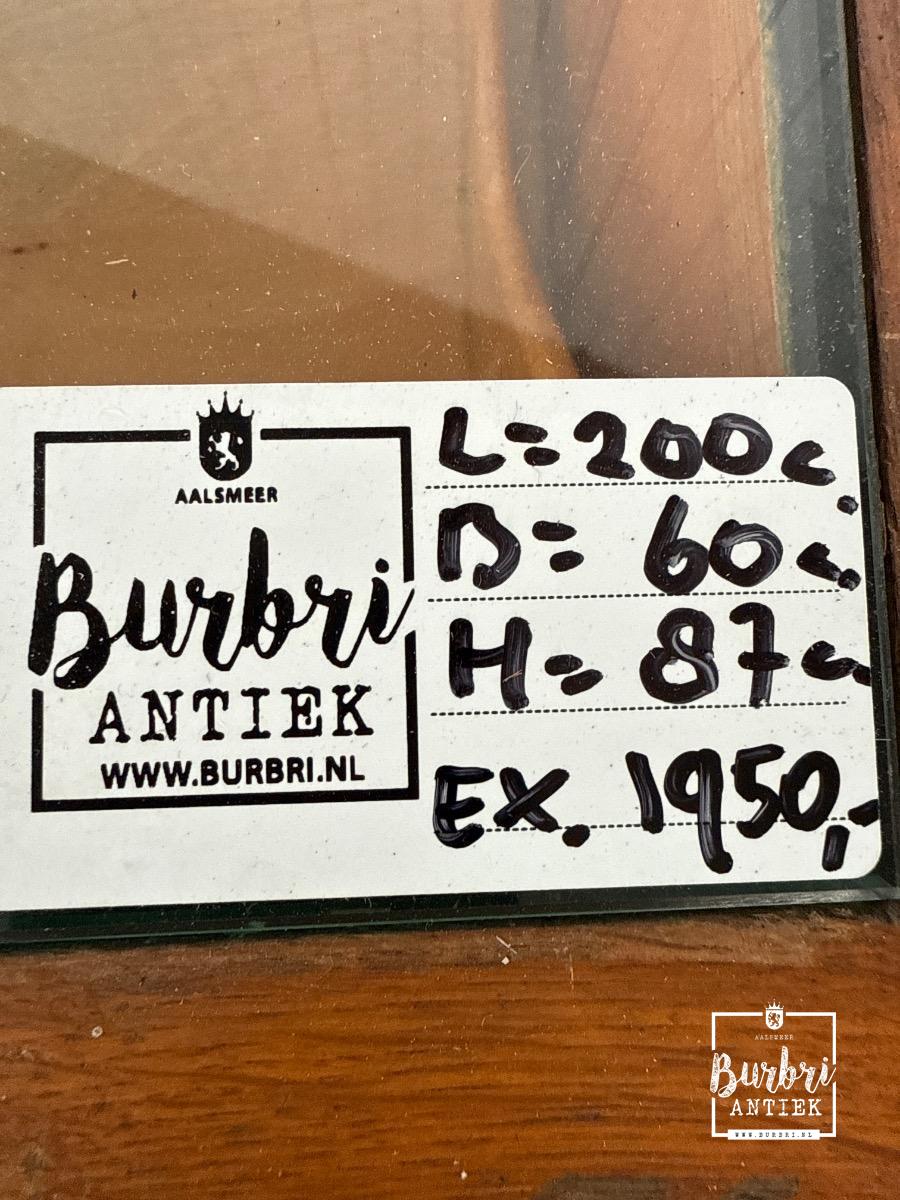 AALSMEER
Burbri
ANTIEK
WWW.BURBRI.NL
L=200c
B= 60c
H= 87c
EX. 1950,-
AALSMEER
Burbri
ANTIEK
WWW.BURBRI.NL